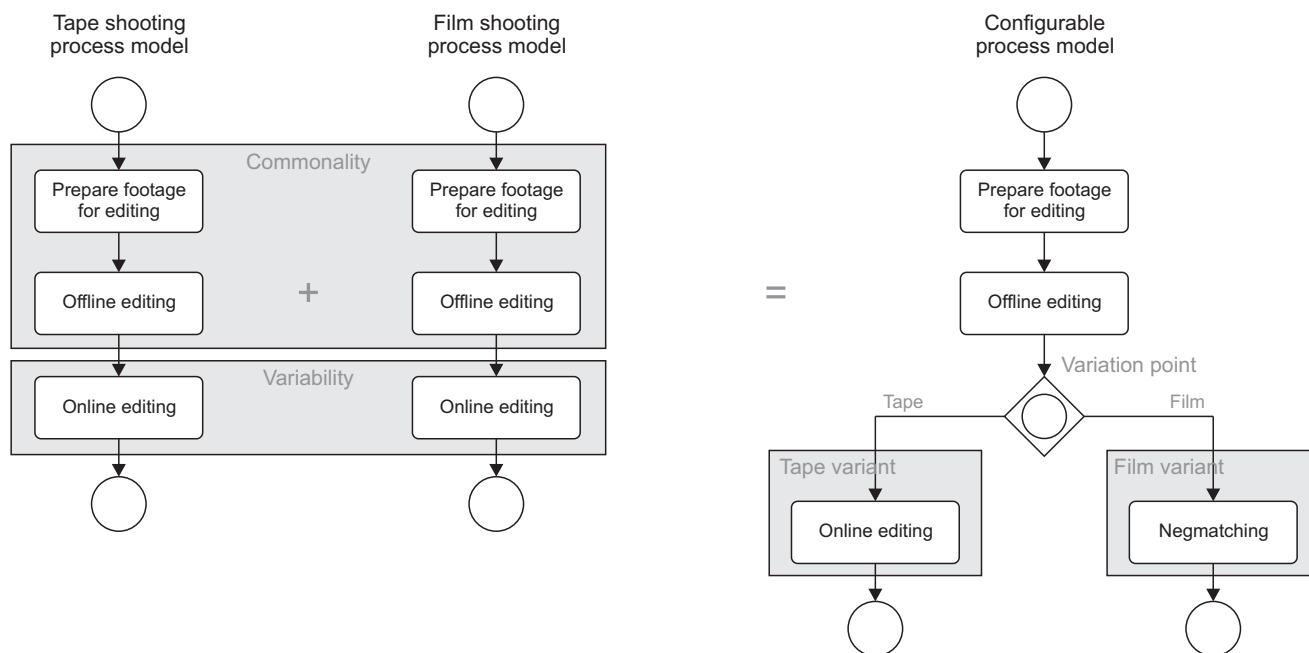 Tape shooting
process model
Film shooting
process model
Configurable
process model
Commonality
Prepare footage
for editing
Prepare footage
for editing
Prepare footage
for editing
Offline editing
+
Offline editing
=
Offline editing
Variability
Variation point
Online editing
Online editing
Tape
Film
Tape variant
Film variant
Online editing
Negmatching